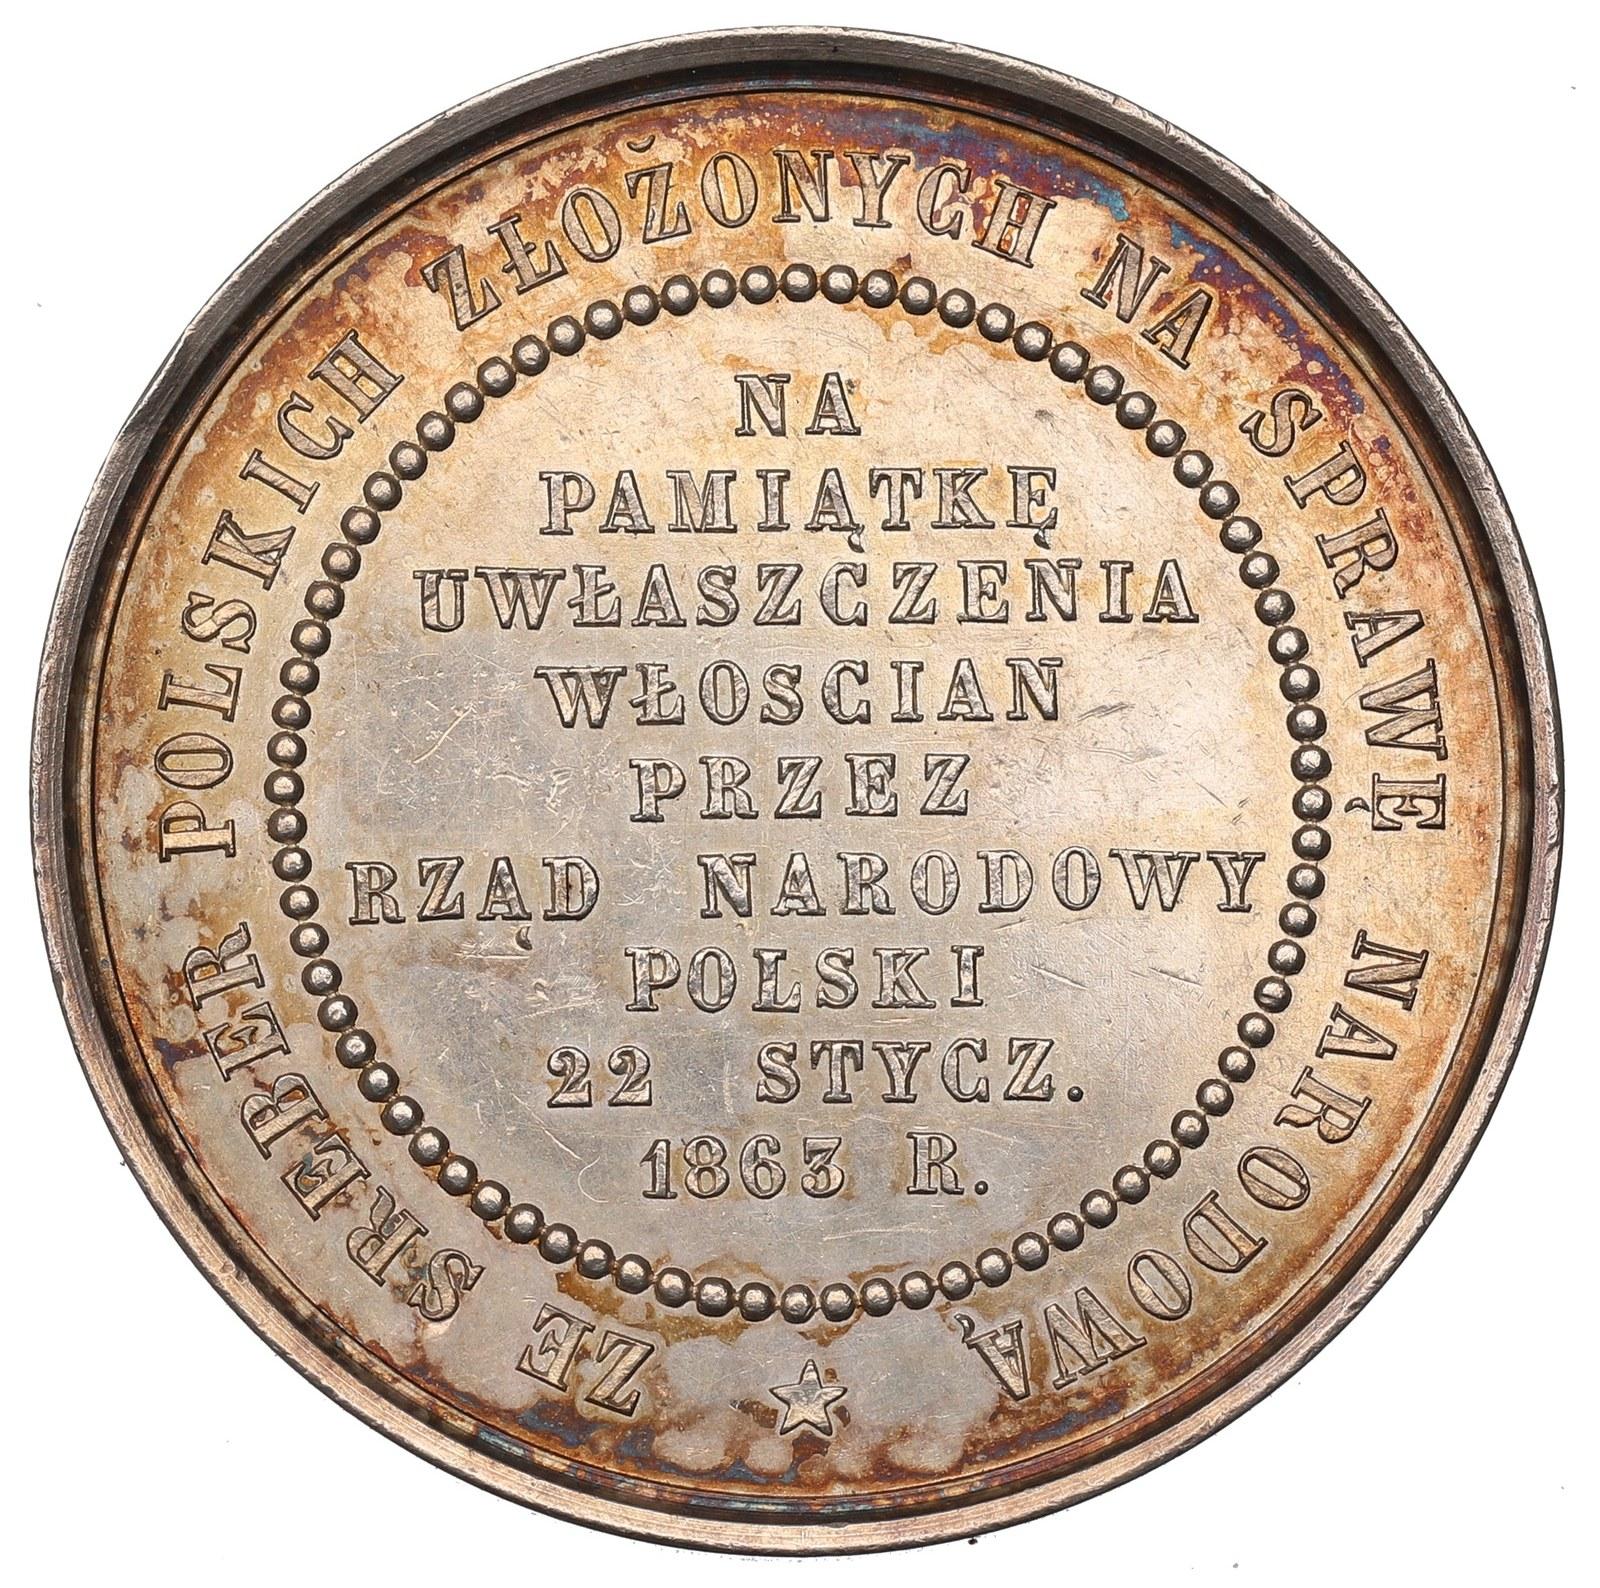 ZE SREBER POLSKICH ZŁOŻONYCH NA SPRAWĘ NARODOWĄ
NA
PAMIĄTKĘ
UWŁASZCZENIA
WŁOSCIAN
PRZEZ
RZĄD NARODOWY
POLSKI
22 STYCZ.
1863 R.